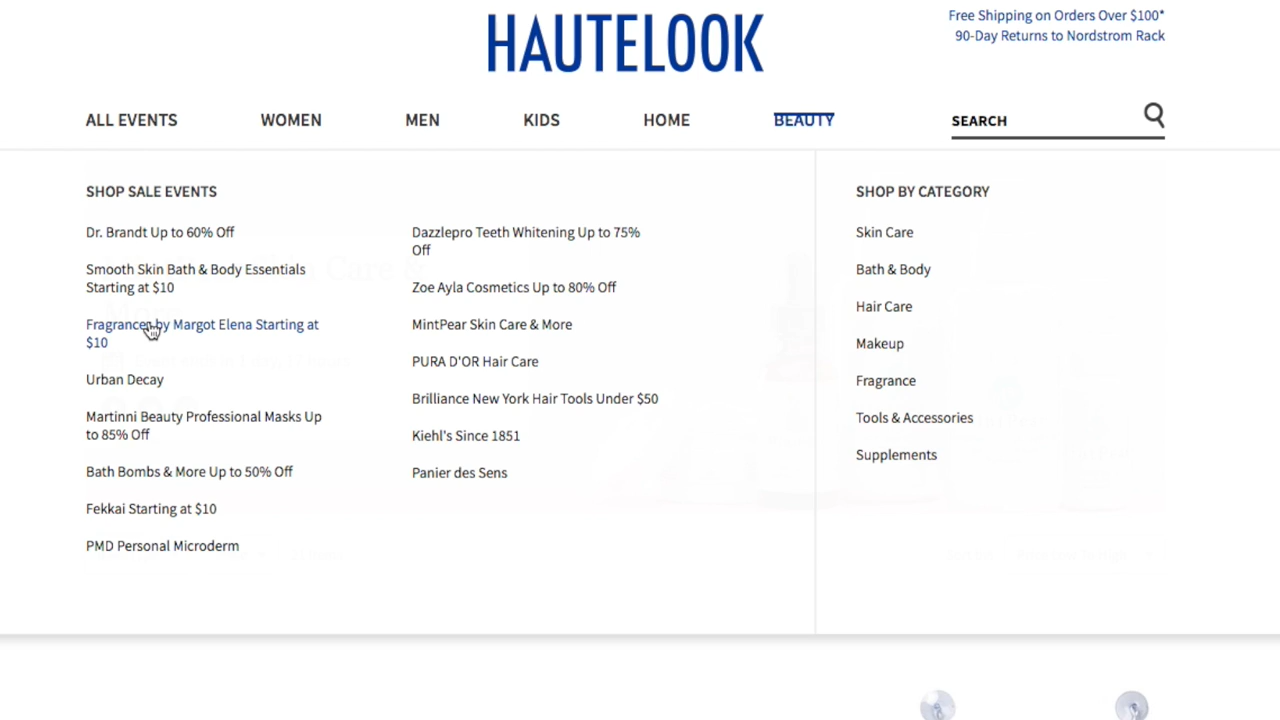 Free Shipping on Orders Over $100*
90-Day Returns to Nordstrom Rack
HAUTELOOK
ALL EVENTS
WOMEN
MEN
KIDS
HOME
BEAUTY
SEARCH
SHOP SALE EVENTS
Dr. Brandt Up to 60% Off
Smooth Skin Bath & Body Essentials
Starting at $10
Fragrances by Margot Elena Starting at
$10
Urban Decay
Martinni Beauty Professional Masks Up
to 85% Off
Bath Bombs & More Up to 50% Off
Fekkai Starting at $10
PMD Personal Microderm
Dazzlepro Teeth Whitening Up to 75%
Off
Zoe Ayla Cosmetics Up to 80% Off
MintPear Skin Care & More
PURA D'OR Hair Care
Brilliance New York Hair Tools Under $50
Kiehl's Since 1851
Panier des Sens
SHOP BY CATEGORY
Skin Care
Bath & Body
Hair Care
Makeup
Fragrance
Tools & Accessories
Supplements